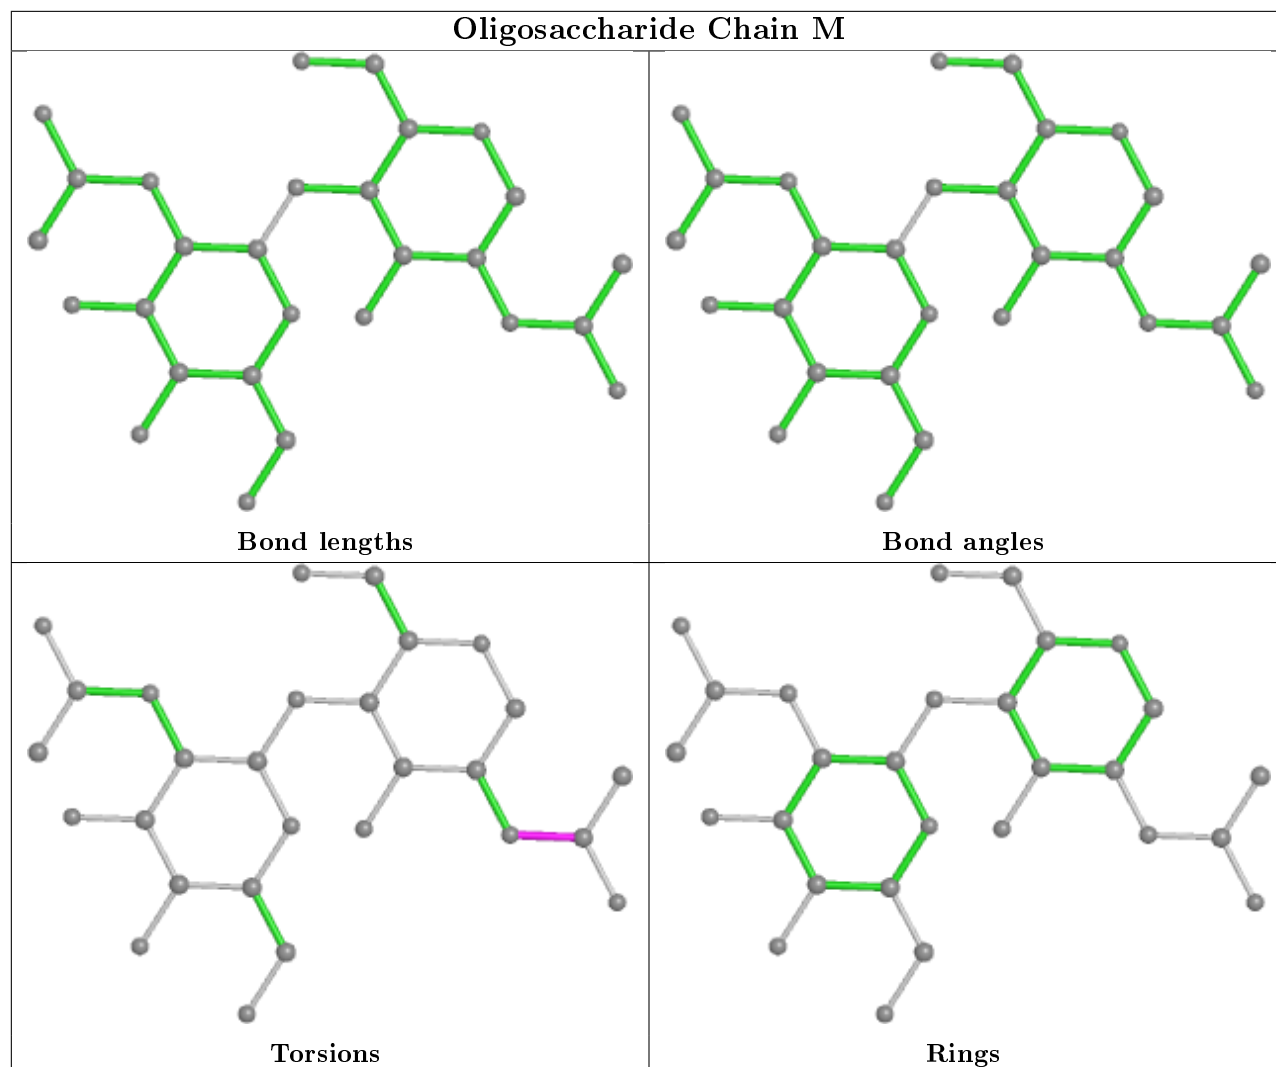 Oligosaccharide Chain M
Bond lengths
Bond angles
Torsions
Rings